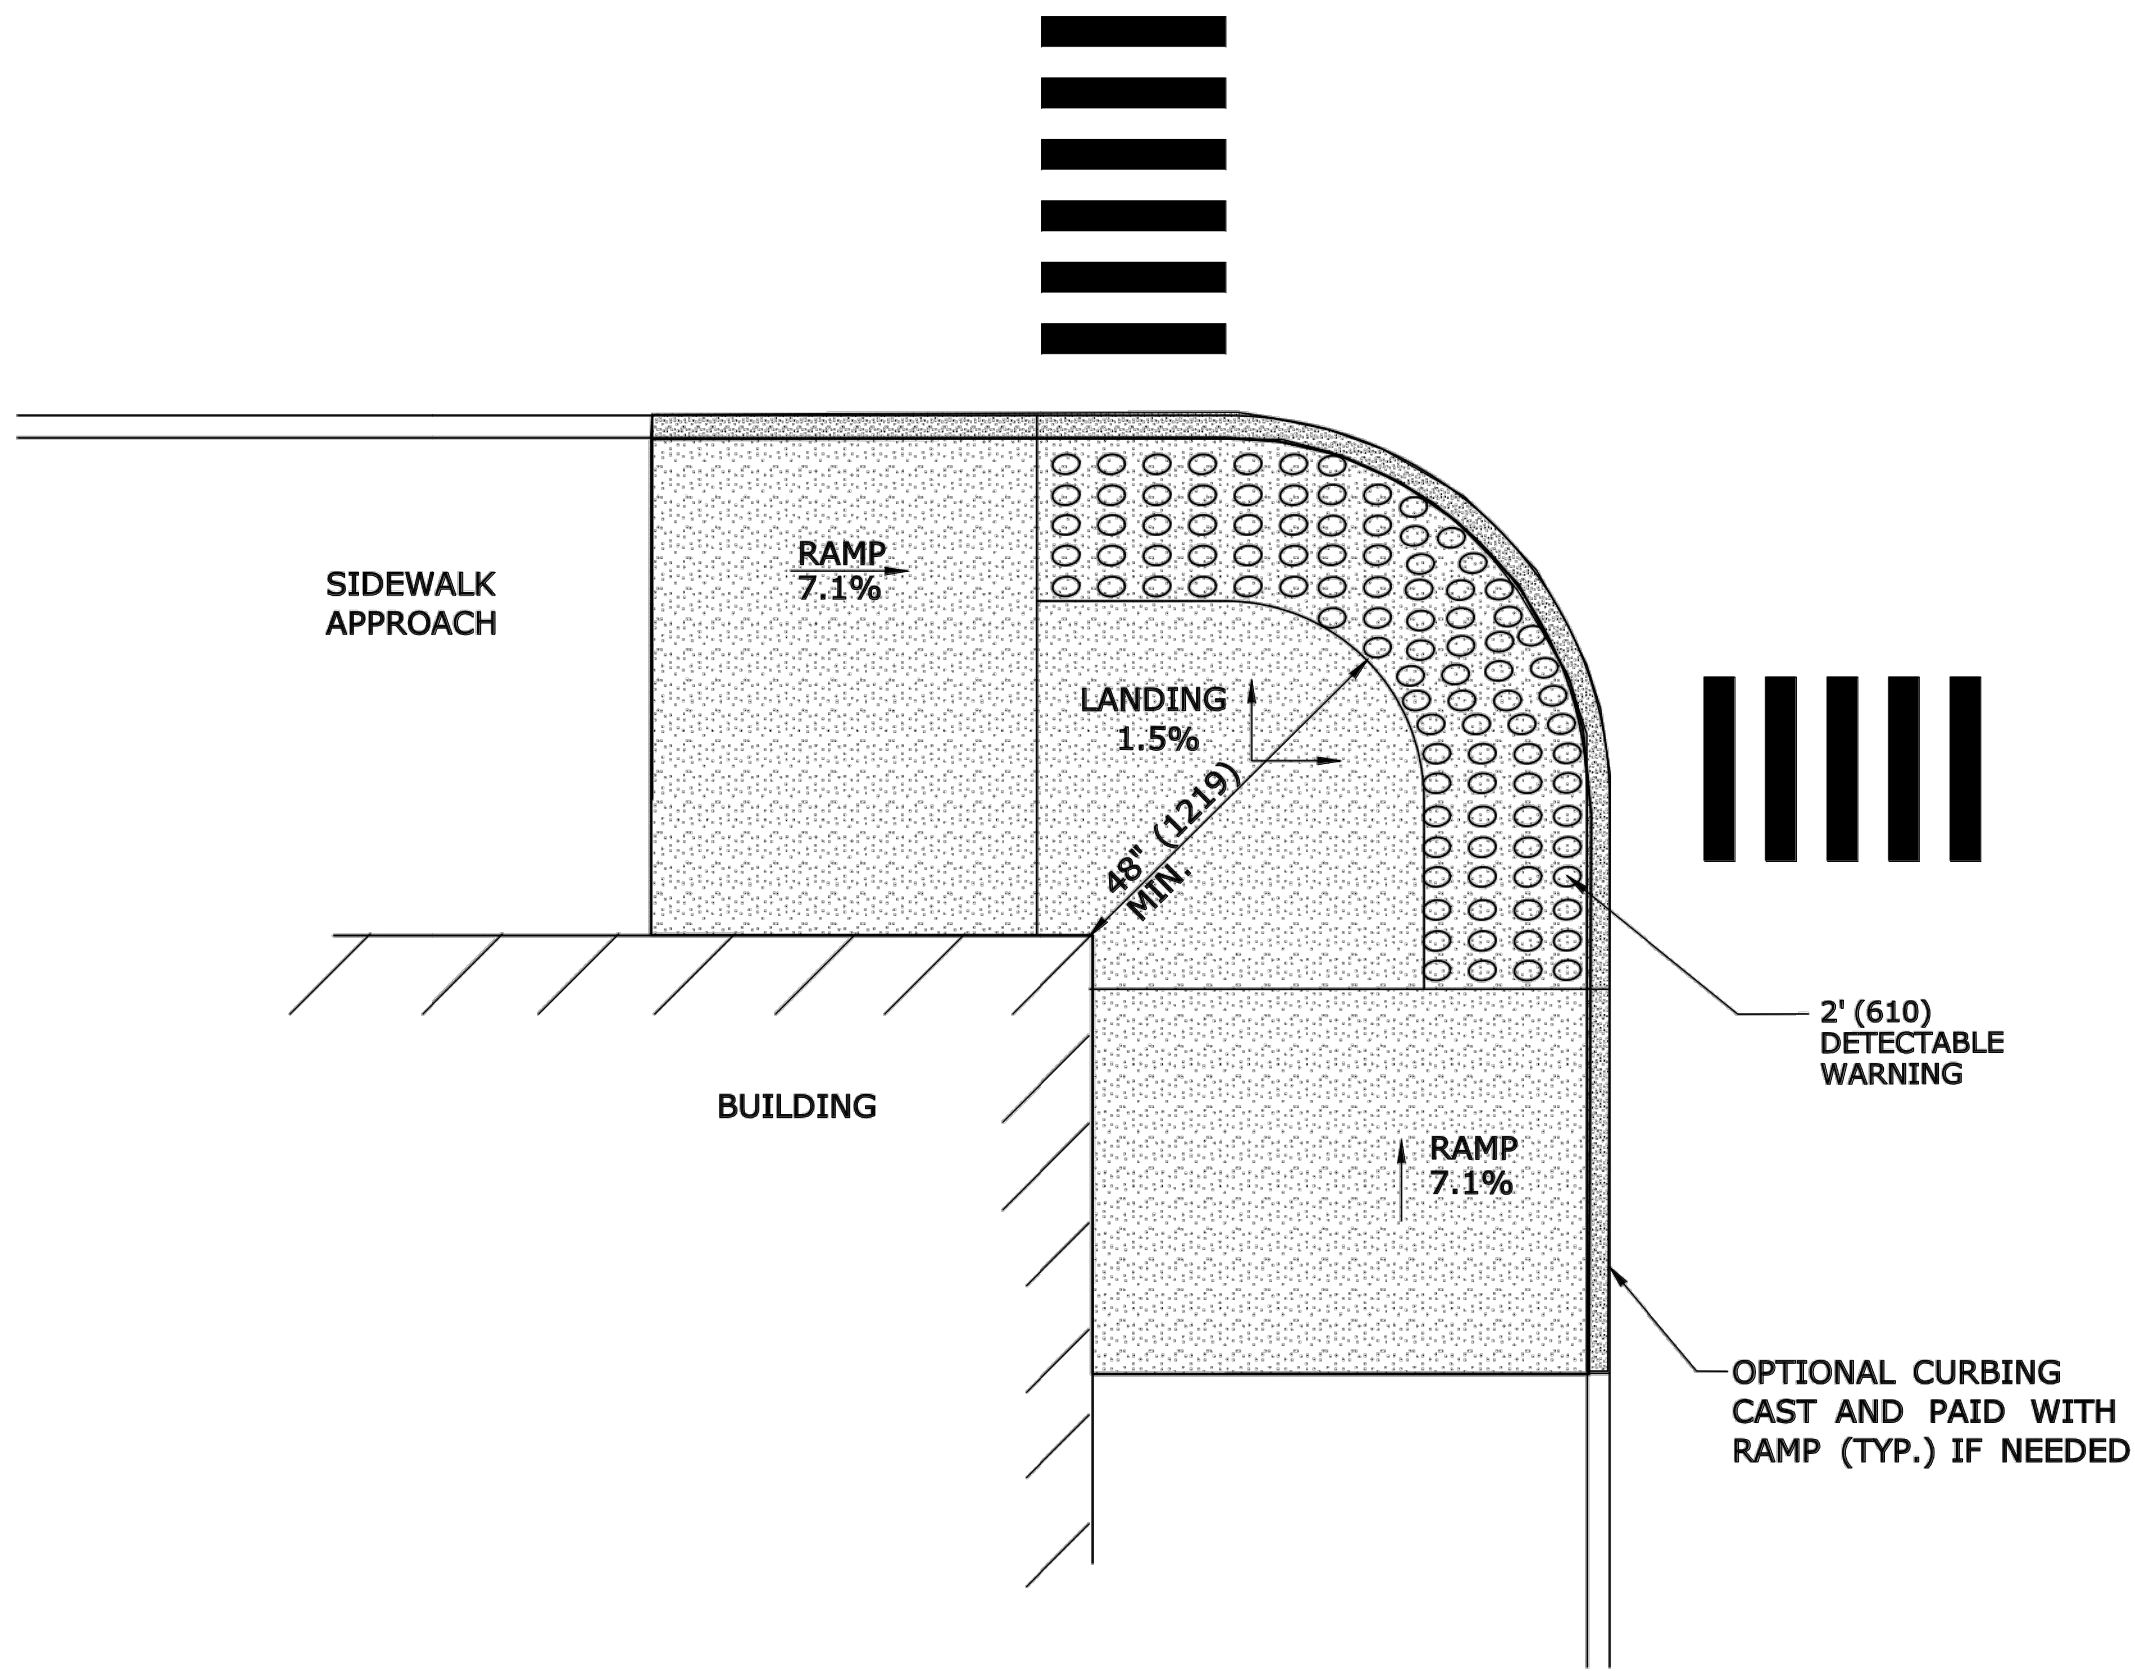 RAMP
7.1%
SIDEWALK
APPROACH
LANDING
1.5%
48" (1219)
MIN.
2' (610)
DETECTABLE
WARNING
BUILDING
RAMP
7.1%
OPTIONAL CURBING
CAST AND PAID WITH
RAMP (TYP.) IF NEEDED